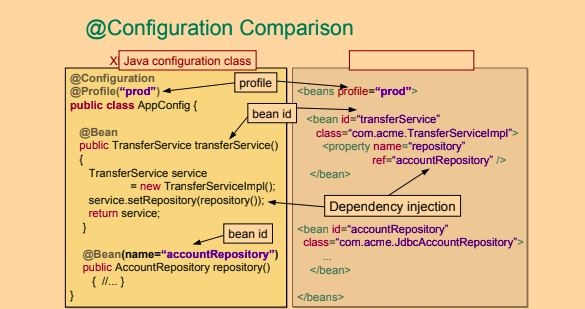 @Configuration Comparison
X Java configuration class
@Configuration
@Profile("prod")
public class AppConfig {
@Bean
public TransferService transferService()
{
TransferService service
= new TransferServiceImpl();
service.setRepository(repository());
return service;
}
@Bean(name="accountRepository")
public AccountRepository repository()
{ //... }
}
profile
bean id
bean id
Dependency injection
<beans profile="prod">
<bean id="transferService"
class="com.acme.TransferServiceImpl">
<property name="repository"
ref="accountRepository" />
</bean>
<bean id="accountRepository"
class="com.acme.JdbcAccountRepository">
...
</bean>
</beans>